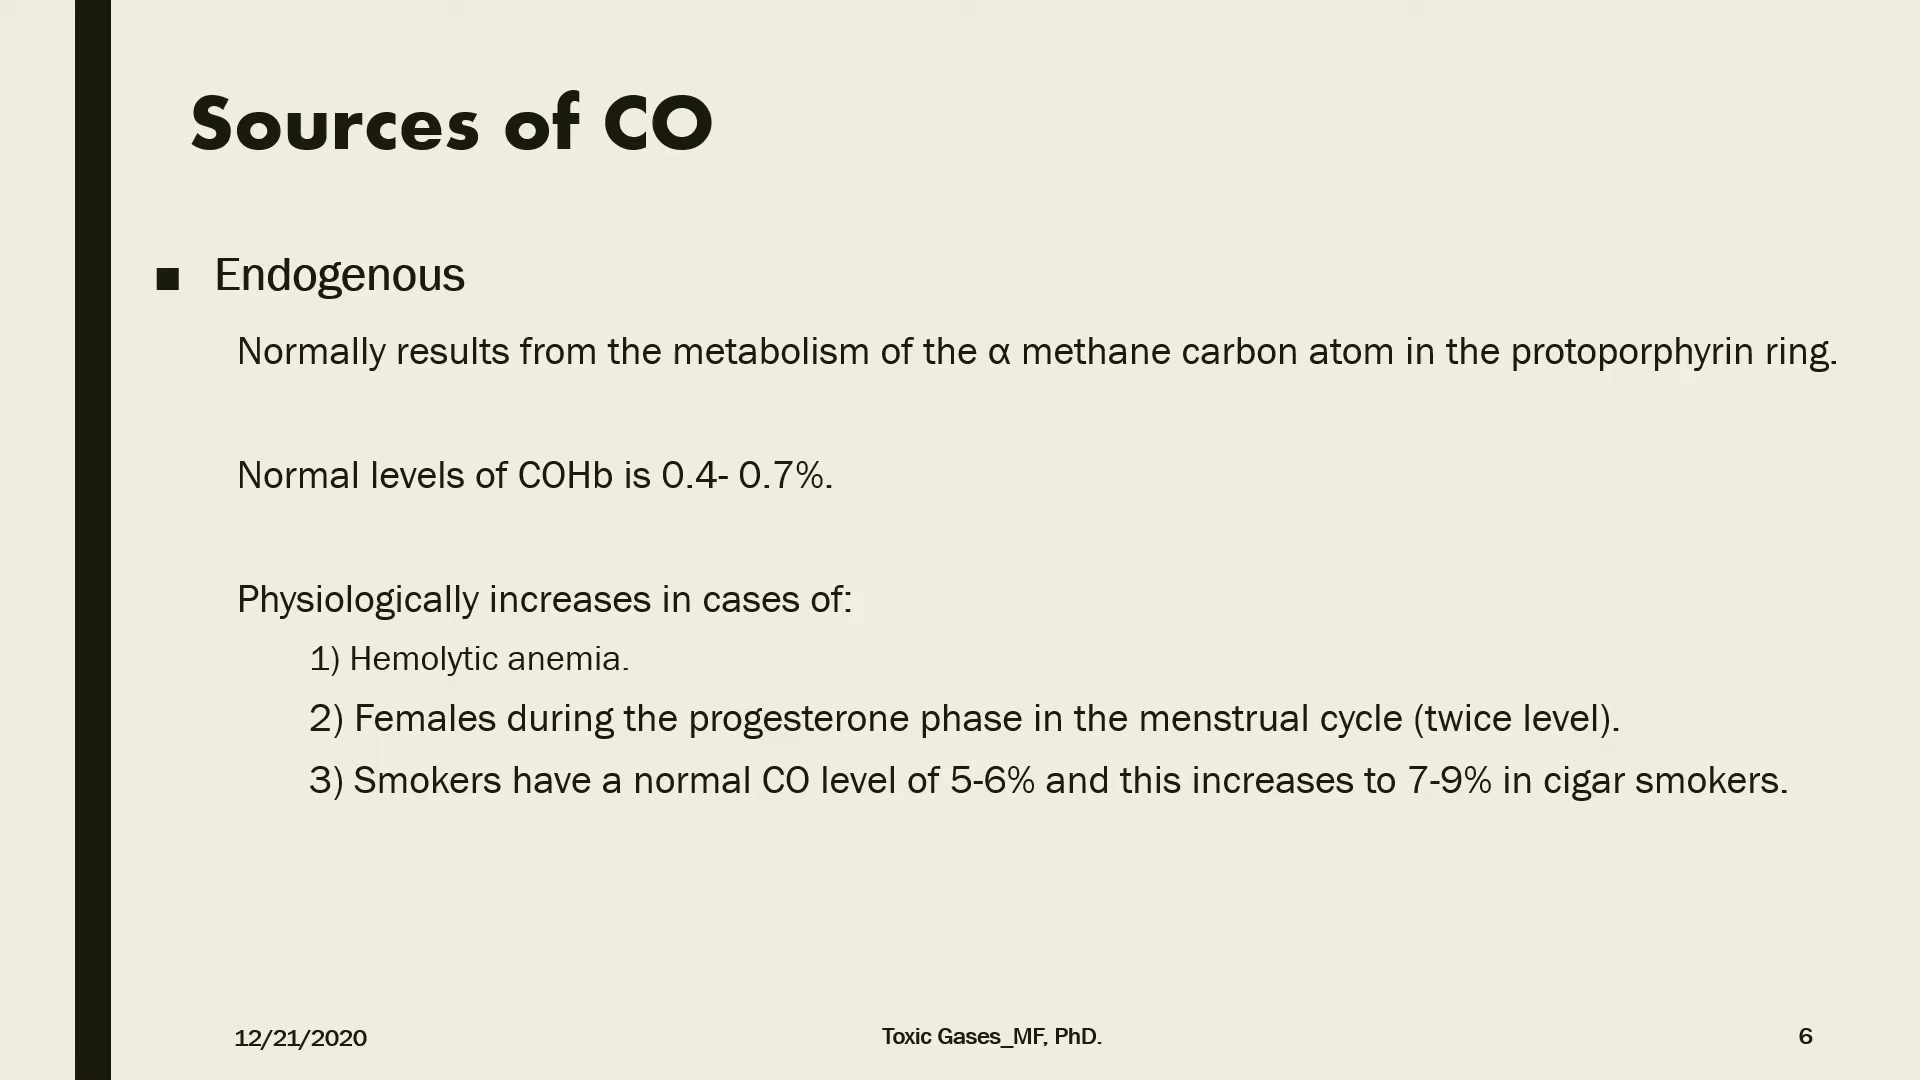 Sources of CO
■ Endogenous
Normally results from the metabolism of the α methane carbon atom in the protoporphyrin ring.
Normal levels of COHb is 0.4- 0.7%.
Physiologically increases in cases of:
1) Hemolytic anemia.
2) Females during the progesterone phase in the menstrual cycle (twice level).
3) Smokers have a normal CO level of 5-6% and this increases to 7-9% in cigar smokers.
12/21/2020
Toxic Gases_MF, PhD.
6